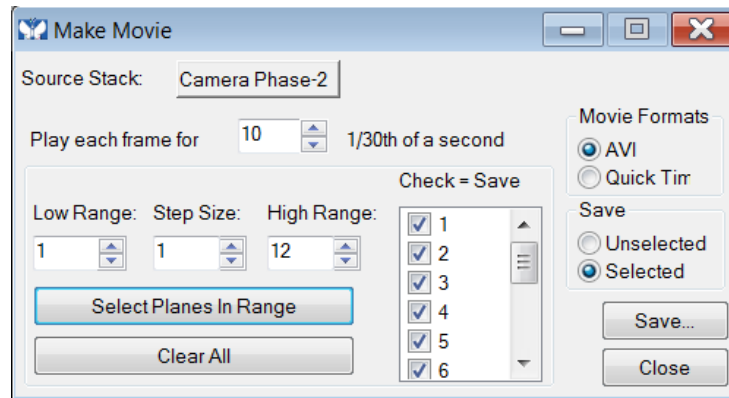 Make Movie
Source Stack: Camera Phase-2
Play each frame for 10 1/30th of a second
Low Range: Step Size: High Range:
1 1 12
Select Planes In Range
Clear All
Check = Save
1
2
3
4
5
6
Movie Formats
AVI
Quick Tim
Save
Unselected
Selected
Save...
Close